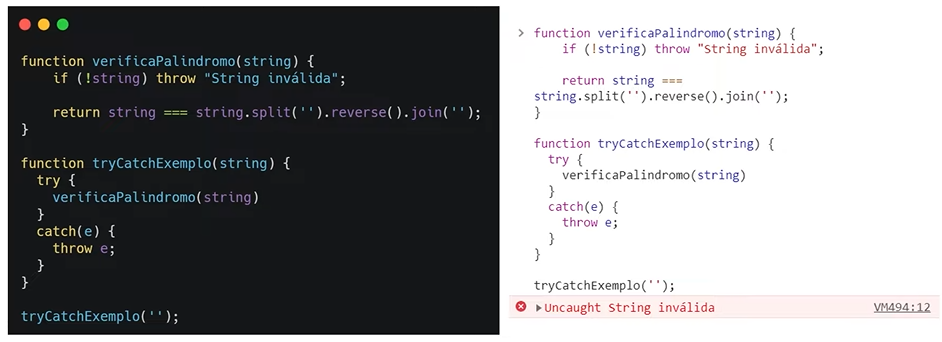 function verificaPalindromo(string) {
    if (!string) throw "String inválida";

    return string === string.split('').reverse().join('');
}

function tryCatchExemplo(string) {
  try {
    verificaPalindromo(string)
  }
  catch(e) {
    throw e;
  }
}

tryCatchExemplo('');
> function verificaPalindromo(string) {
    if (!string) throw "String inválida";

    return string ===
string.split('').reverse().join('');
}

function tryCatchExemplo(string) {
  try {
    verificaPalindromo(string)
  }
  catch(e) {
    throw e;
  }
}

tryCatchExemplo('');
Uncaught String inválida VM494:12